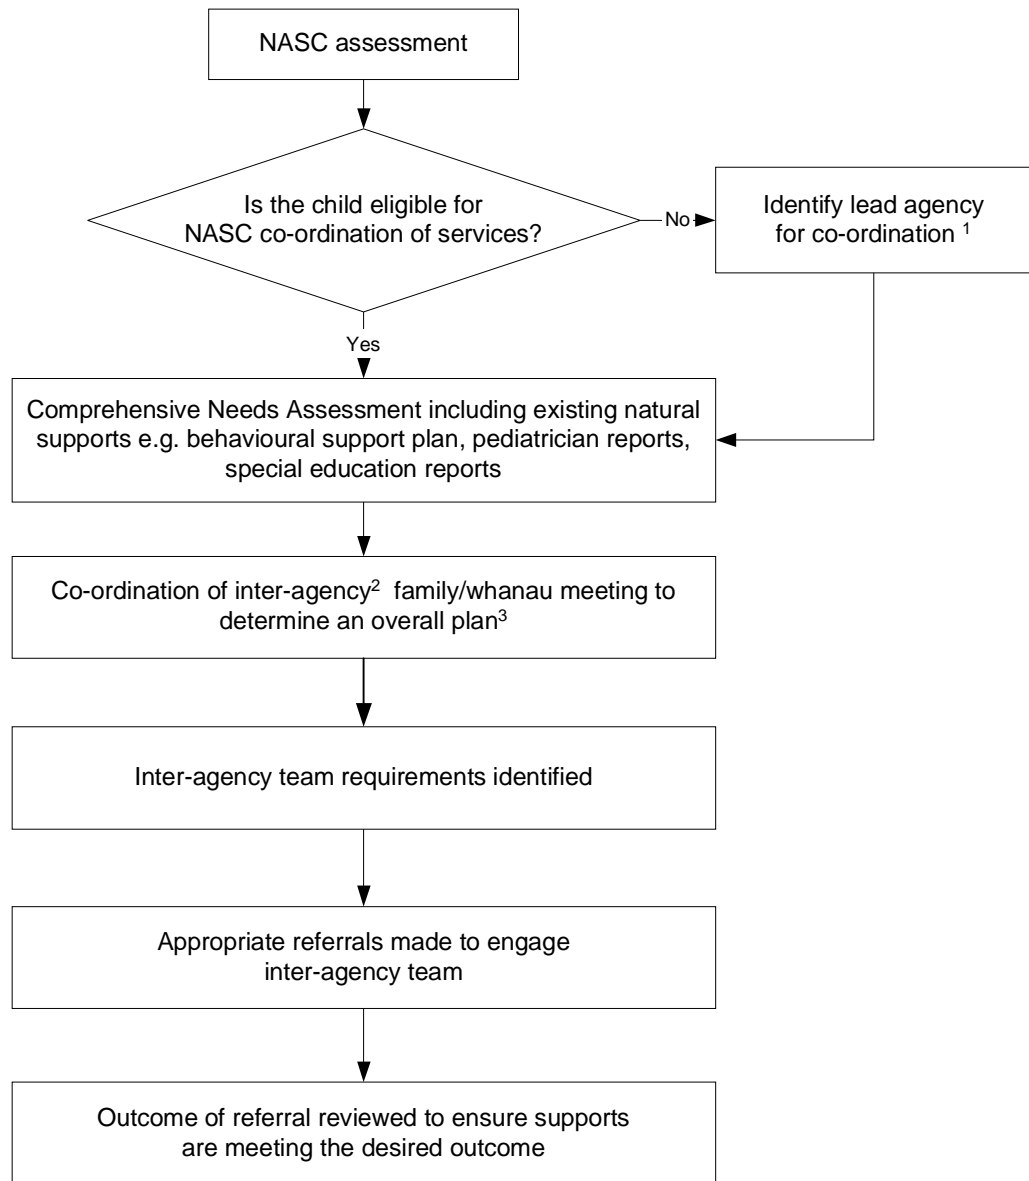 NASC assessment
Is the child eligible for
NASC co-ordination of services?
No
Identify lead agency
for co-ordination ¹
Yes
Comprehensive Needs Assessment including existing natural
supports e.g. behavioural support plan, pediatrician reports,
special education reports
Co-ordination of inter-agency² family/whanau meeting to
determine an overall plan³
Inter-agency team requirements identified
Appropriate referrals made to engage
inter-agency team
Outcome of referral reviewed to ensure supports
are meeting the desired outcome